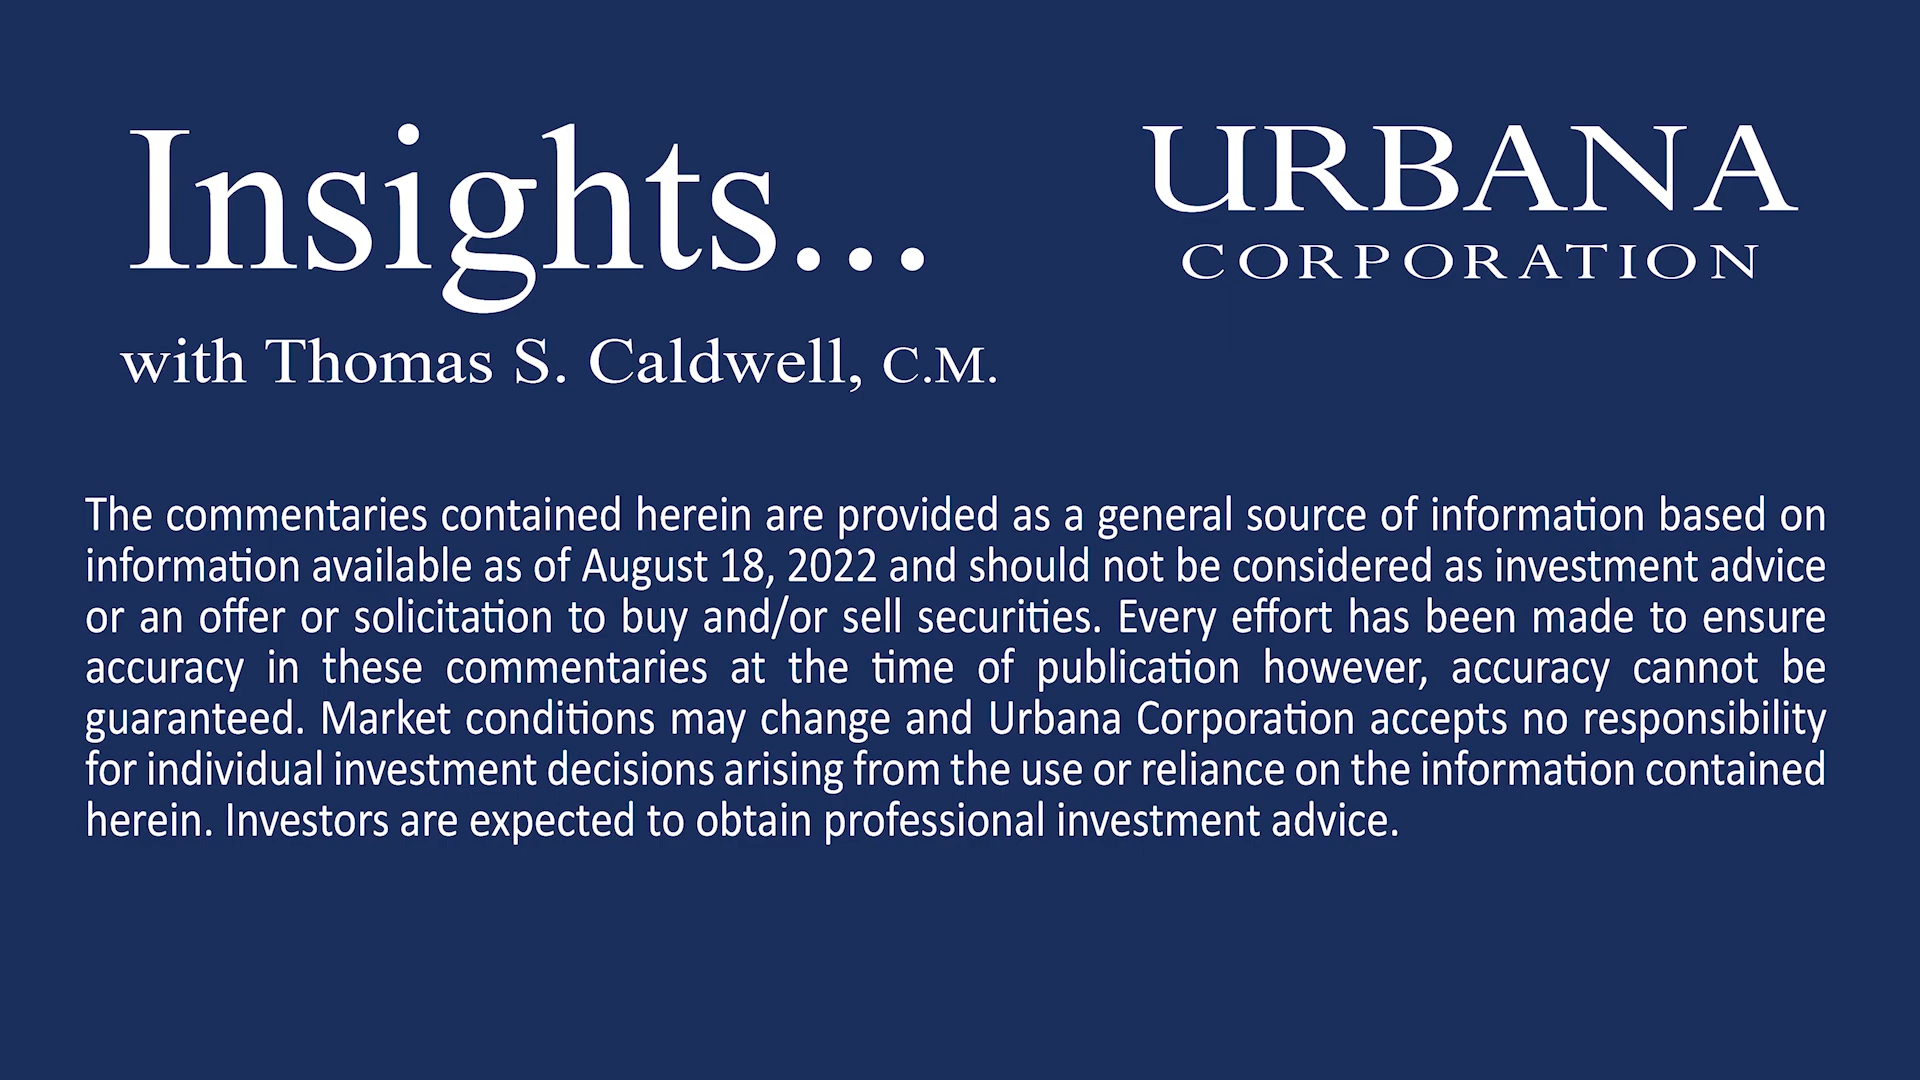 Insights...
URBANA
CORPORATION
with Thomas S. Caldwell, C.M.
The commentaries contained herein are provided as a general source of information based on
information available as of August 18, 2022 and should not be considered as investment advice
or an offer or solicitation to buy and/or sell securities. Every effort has been made to ensure
accuracy in these commentaries at the time of publication however, accuracy cannot be
guaranteed. Market conditions may change and Urbana Corporation accepts no responsibility
for individual investment decisions arising from the use or reliance on the information contained
herein. Investors are expected to obtain professional investment advice.